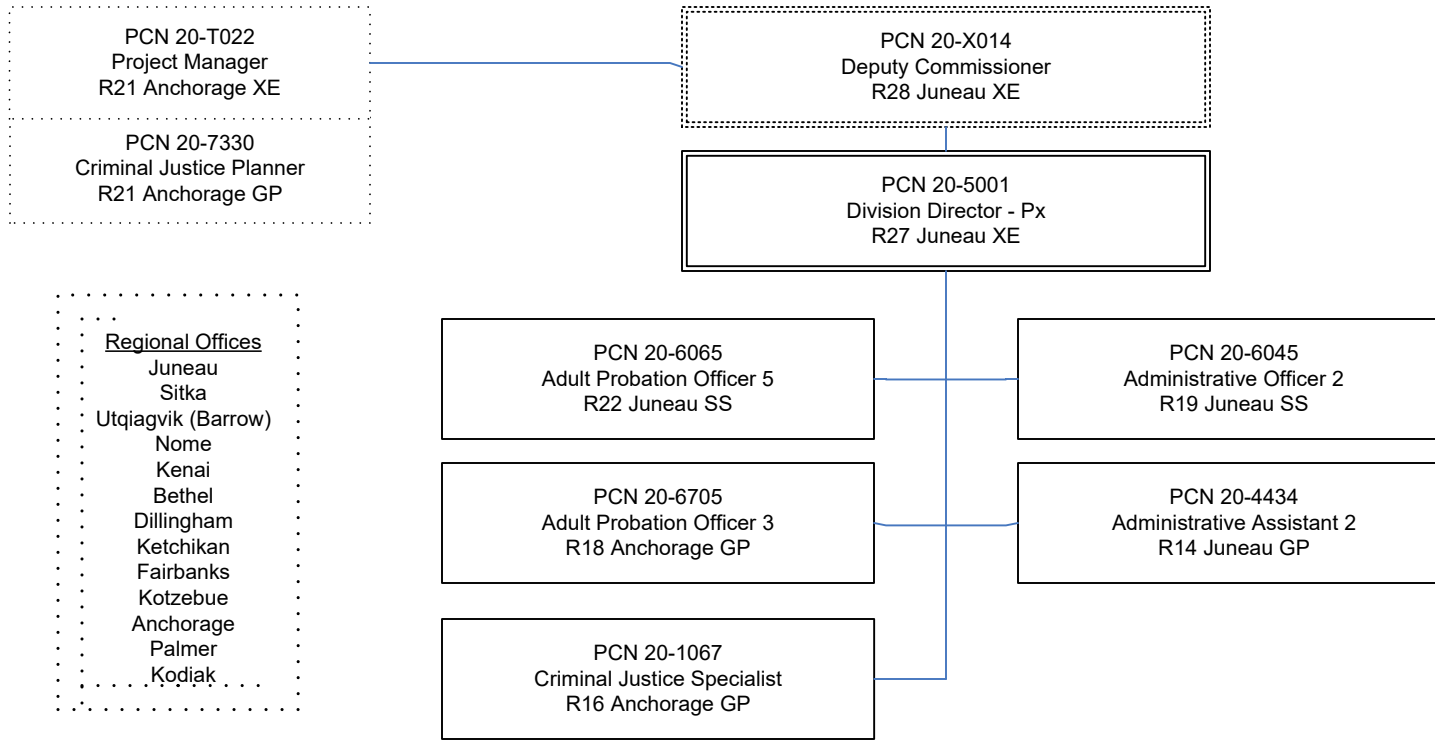 PCN 20-T022
Project Manager
R21 Anchorage XE
PCN 20-7330
Criminal Justice Planner
R21 Anchorage GP
PCN 20-X014
Deputy Commissioner
R28 Juneau XE
PCN 20-5001
Division Director - Px
R27 Juneau XE
Regional Offices
Juneau
Sitka
Utqiagvik (Barrow)
Nome
Kenai
Bethel
Dillingham
Ketchikan
Fairbanks
Kotzebue
Anchorage
Palmer
Kodiak
PCN 20-6065
Adult Probation Officer 5
R22 Juneau SS
PCN 20-6045
Administrative Officer 2
R19 Juneau SS
PCN 20-6705
Adult Probation Officer 3
R18 Anchorage GP
PCN 20-4434
Administrative Assistant 2
R14 Juneau GP
PCN 20-1067
Criminal Justice Specialist
R16 Anchorage GP